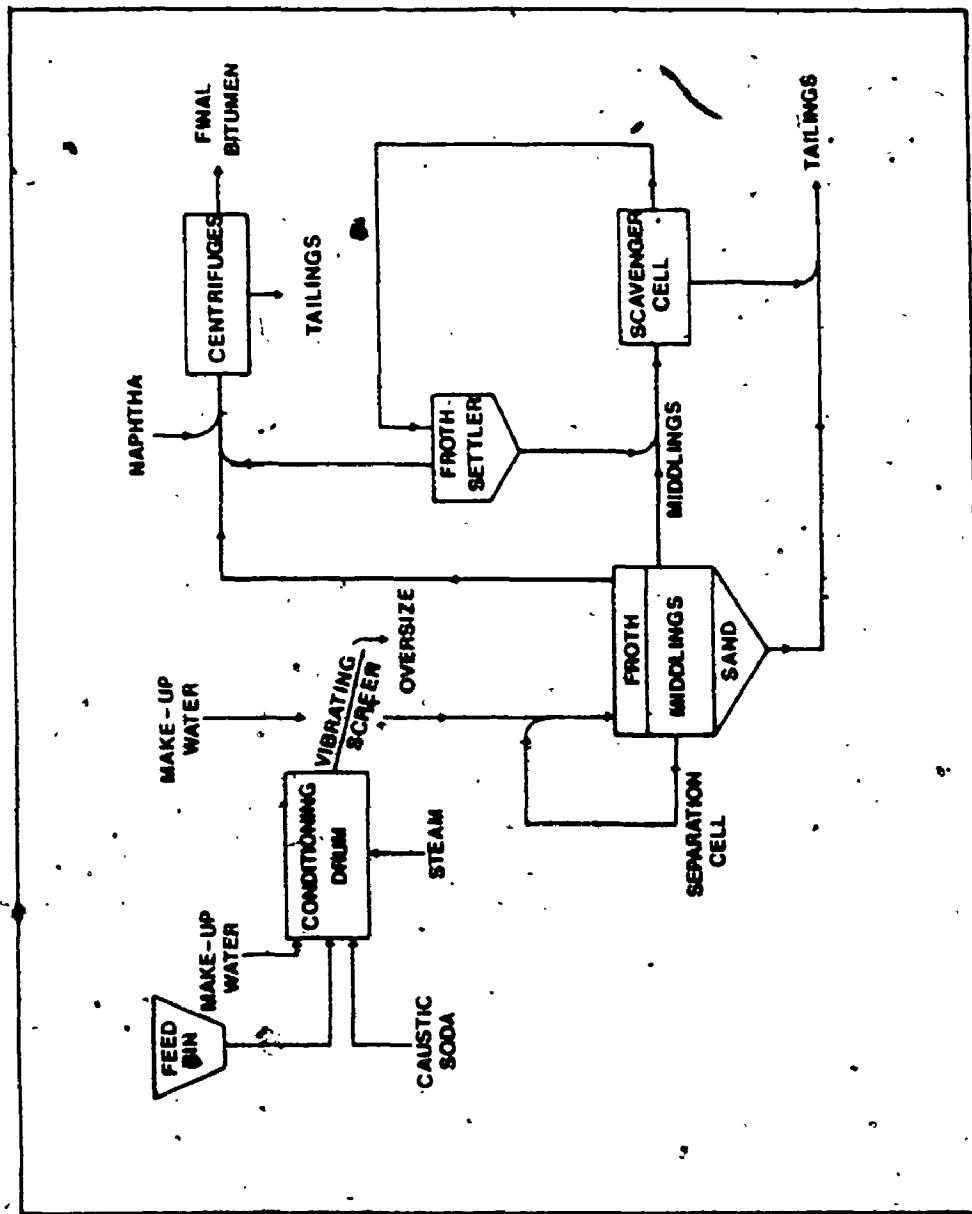 FEED
BIN
MAKE-UP
WATER
CAUSTIC
SODA
CONDITIONING
DRUM
STEAM
MAKE-UP
WATER
VIBRATING
SCREEN
OVERSIZE
SEPARATION
CELL
FROTH
MIDDLINGS
SAND
MIDDLINGS
FROTH
SETTLER
SCAVENGER
CELL
TAILINGS
NAPHTHA
CENTRIFUGES
TAILINGS
FINAL
BITUMEN